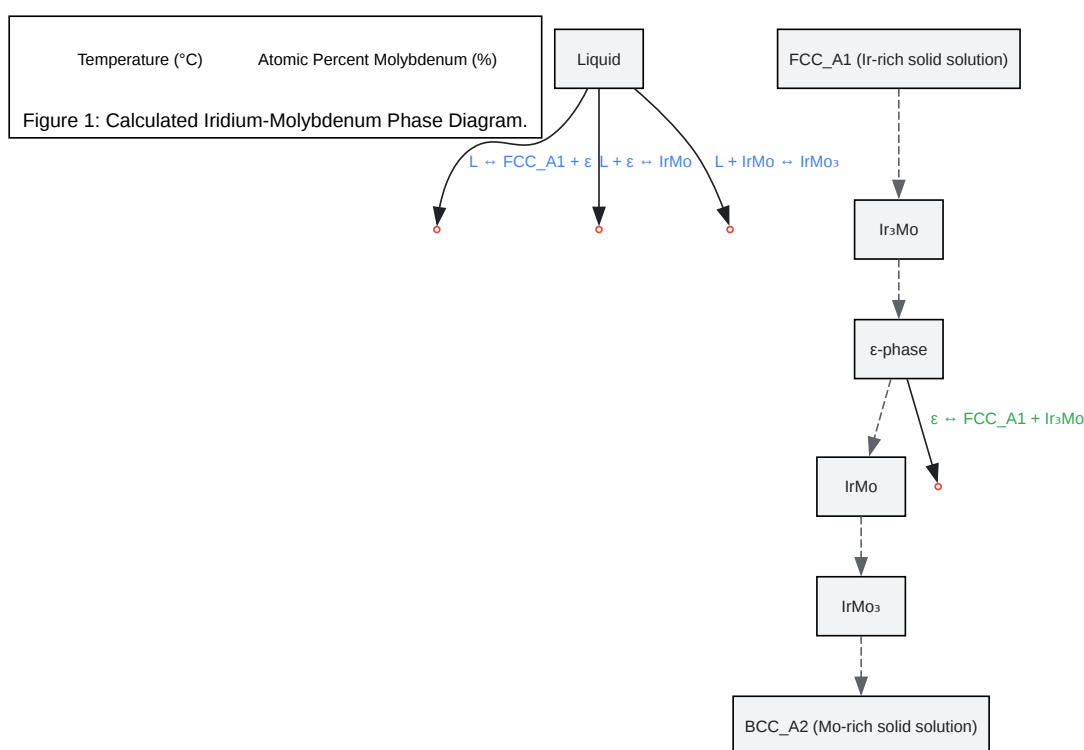 Temperature (°C)
Atomic Percent Molybdenum (%)
Figure 1: Calculated Iridium-Molybdenum Phase Diagram.
Liquid
FCC_A1 (Ir-rich solid solution)
L ↔ FCC_A1 + ε
L + ε ↔ IrMo
L + IrMo ↔ IrMo₃
Ir₃Mo
ε-phase
ε ↔ FCC_A1 + Ir₃Mo
IrMo
IrMo₃
BCC_A2 (Mo-rich solid solution)